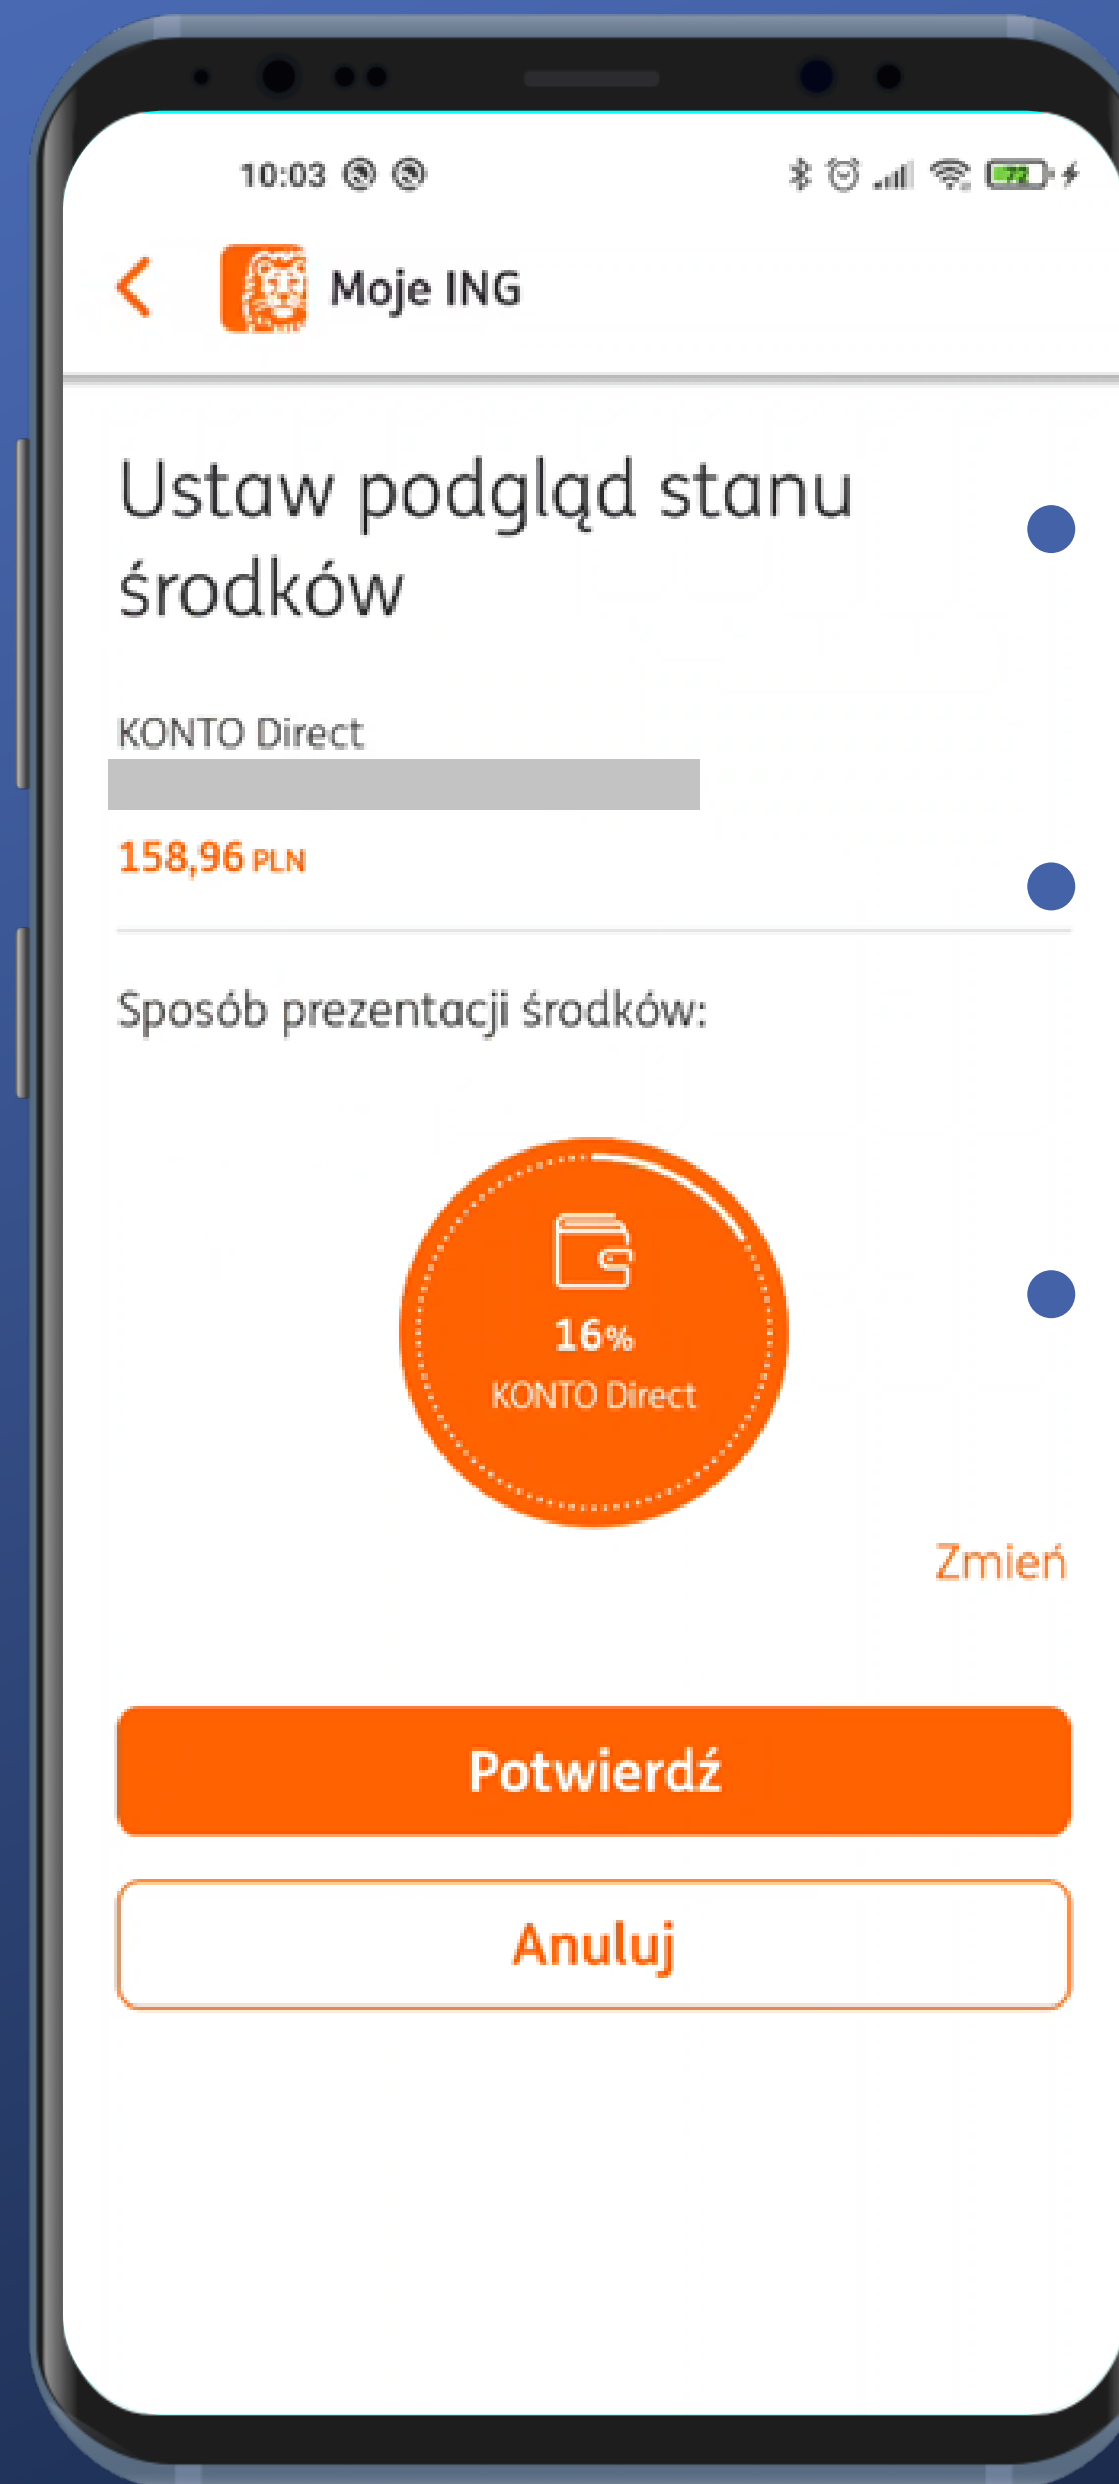 10:03
72
Moje ING
Ustaw podgląd stanu
środków
KONTO Direct
158,96 PLN
Sposób prezentacji środków:
16%
KONTO Direct
Zmień
Potwierdź
Anuluj